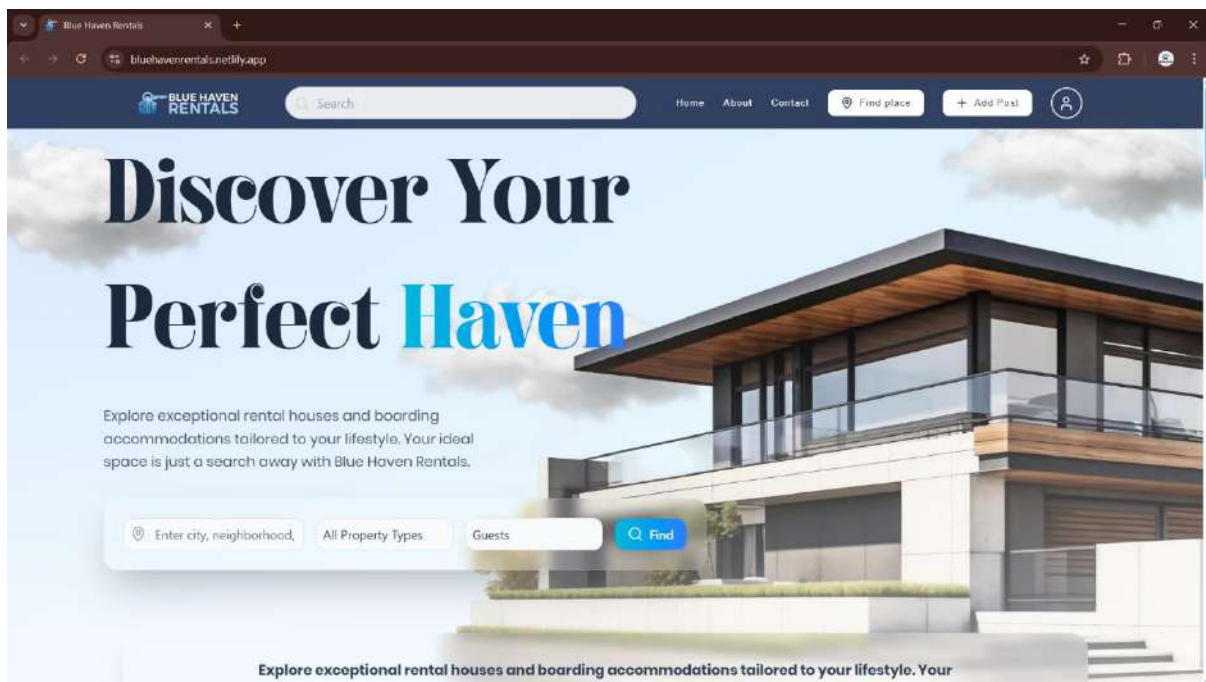 Blue Haven Rentals
bluehavenrentals.netlify.app
BLUE HAVEN
RENTALS
Search
Home About Contact Find place + Add Post
Discover Your
Perfect Haven
Explore exceptional rental houses and boarding
accommodations tailored to your lifestyle. Your ideal
space is just a search away with Blue Haven Rentals.
Enter city, neighborhood, All Property Types Guests Find
Explore exceptional rental houses and boarding accommodations tailored to your lifestyle. Your